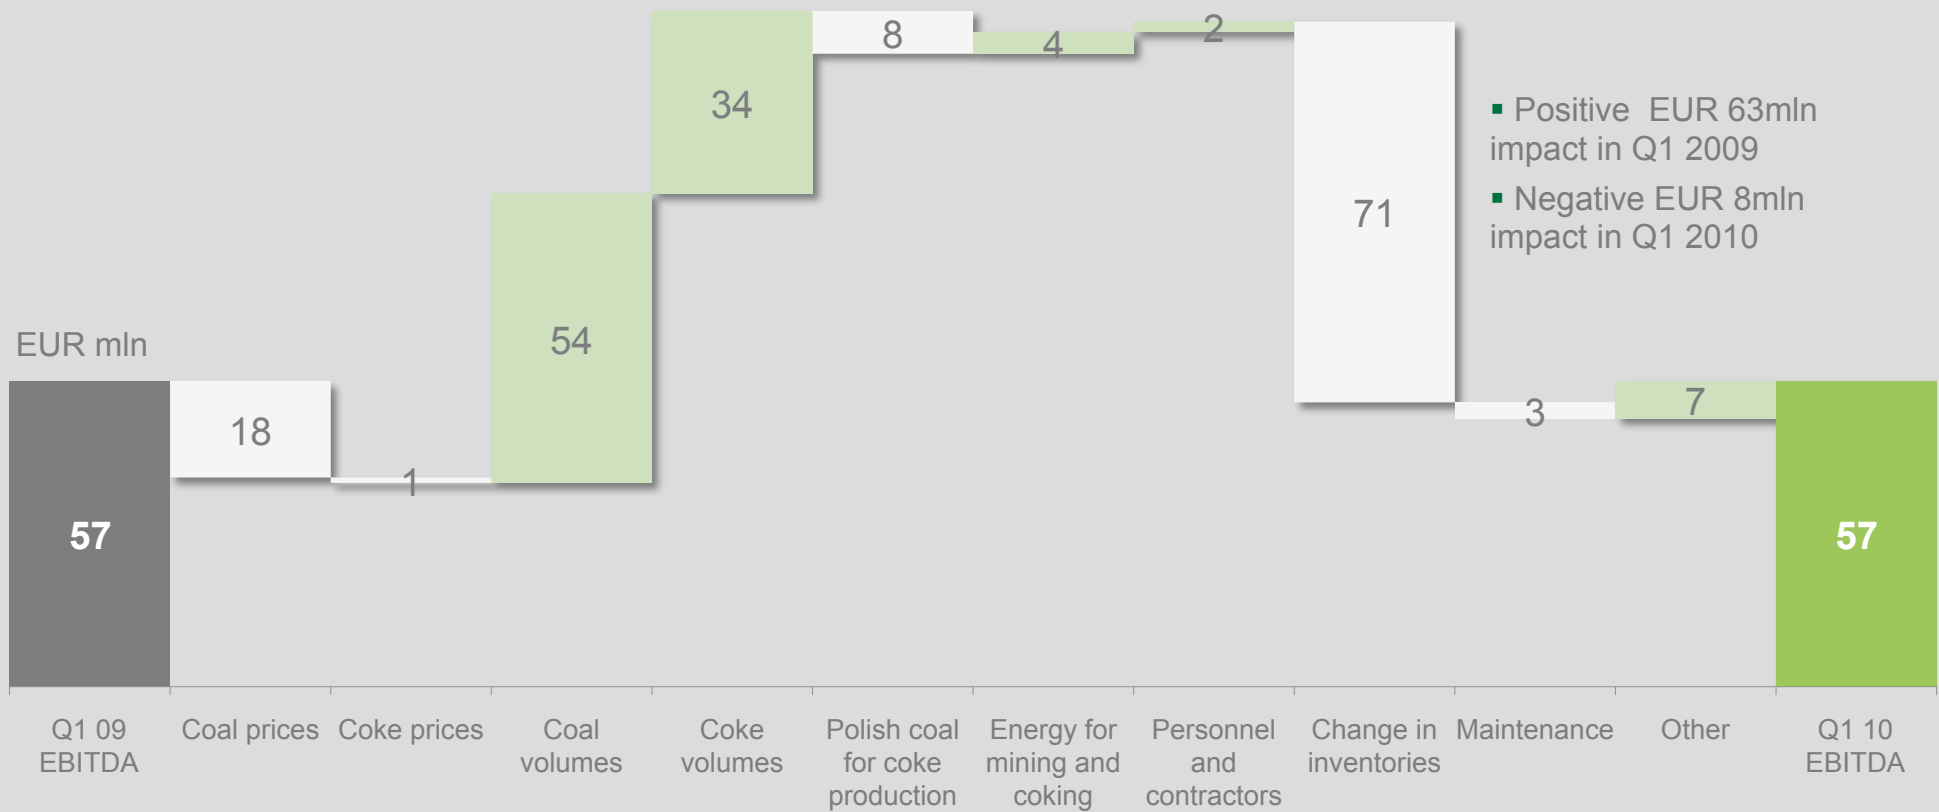 8
4
2
34
▪ Positive EUR 63mln
impact in Q1 2009
▪ Negative EUR 8mln
impact in Q1 2010
71
54
EUR mln
18
1
3
7
57
57
Q1 09
EBITDA
Coal prices
Coke prices
Coal
volumes
Coke
volumes
Polish coal
for coke
production
Energy for
mining and
coking
Personnel
and
contractors
Change in
inventories
Maintenance
Other
Q1 10
EBITDA